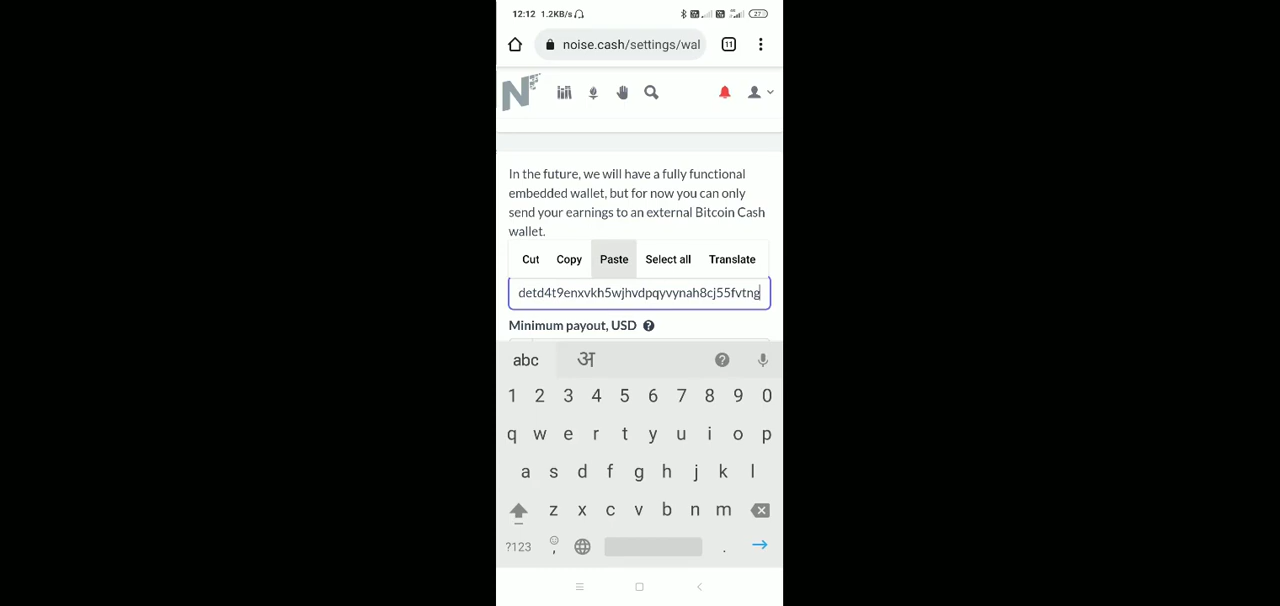 12:12 1.2KB/s 27
noise.cash/settings/wal 11
N
In the future, we will have a fully functional
embedded wallet, but for now you can only
send your earnings to an external Bitcoin Cash
wallet.
Cut Copy Paste Select all Translate
detd4t9enxvkh5wjhvdpqyvynah8cj55fvtng
Minimum payout, USD ?
abc अ ?
1 2 3 4 5 6 7 8 9 0
q w e r t y u i o p
a s d f g h j k l
z x c v b n m
?123 , .